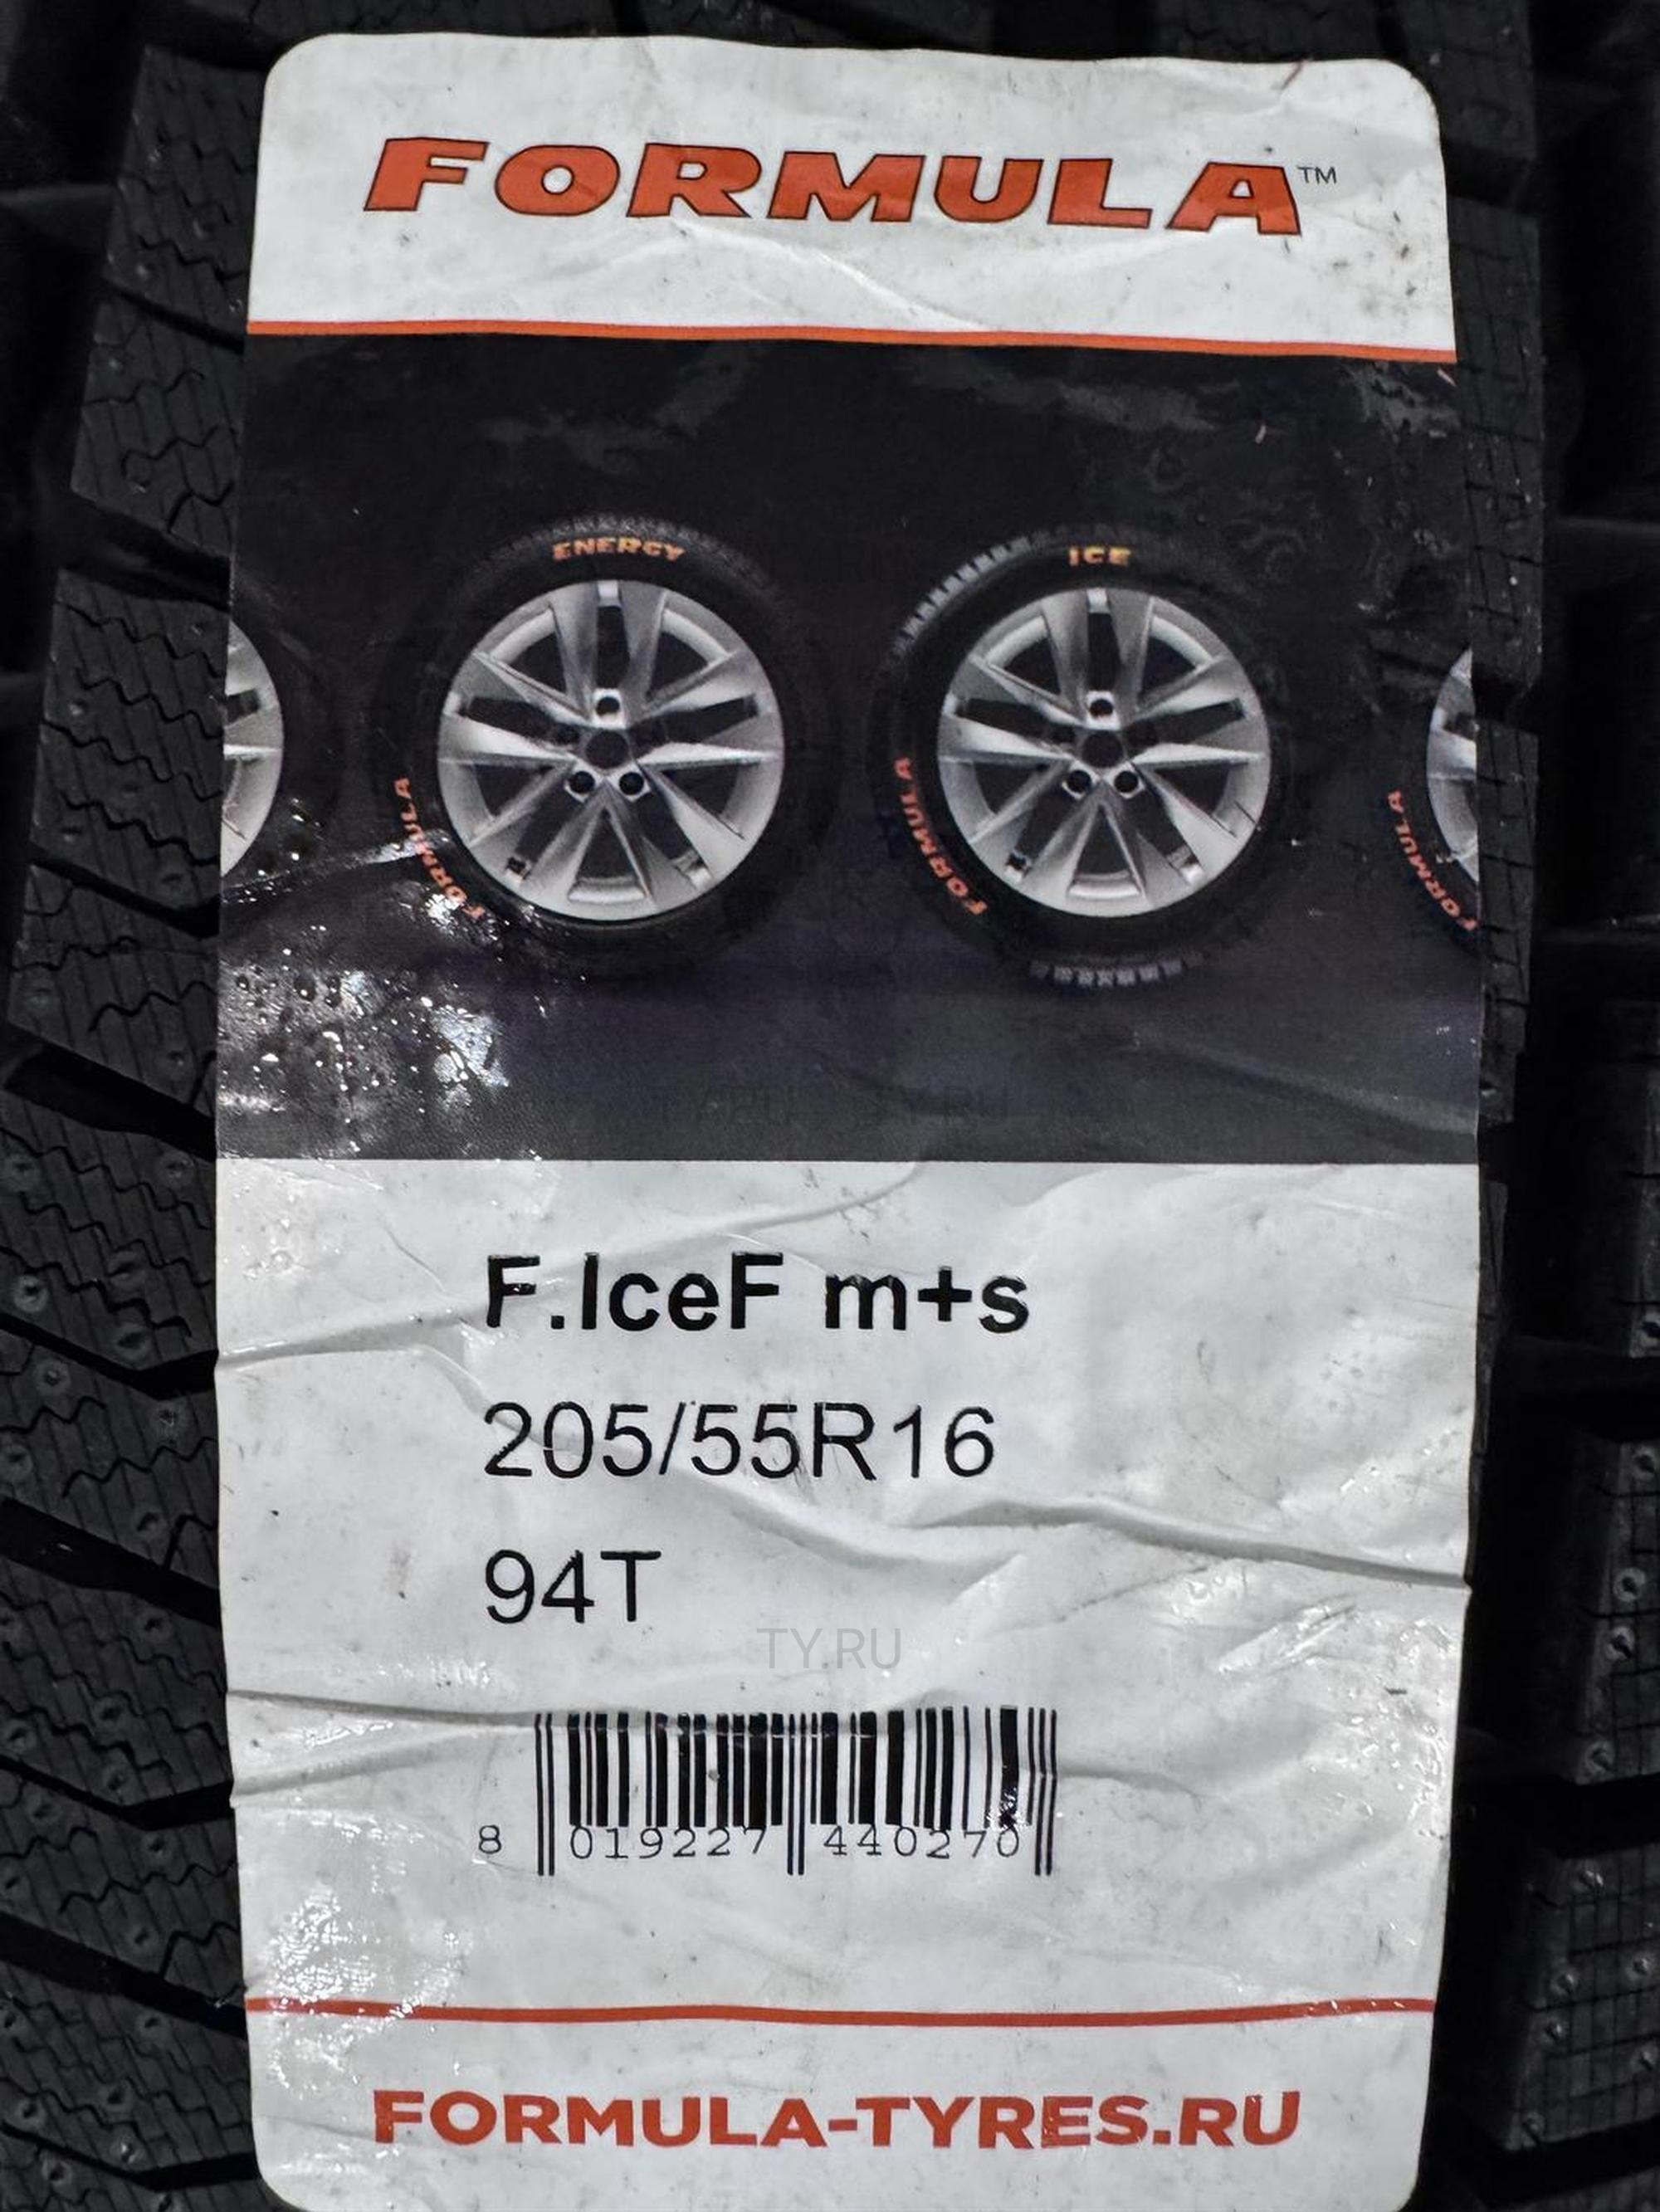 FORMULA™
ENERGY
ICE
FORMULA
FORMULA
FORMULA
F.IceF m+s
205/55R16
94T
TY.RU
8 019227 440270
FORMULA-TYRES.RU